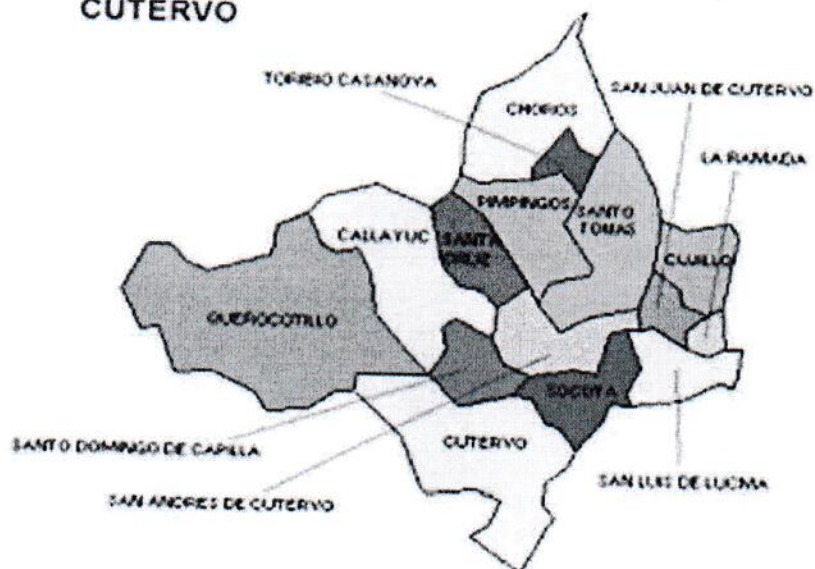 CUTERVO
TORIBIO CASANOVA
CHOROS
SAN JUAN DE CUTERVO
LA RAMADA
PIMPINGOS
SANTO
TOMAS
CALLAYUC
SANTA
CRUZ
CUJILLO
QUEROCOTILLO
SOCOTA
SANTO DOMINGO DE CAPILLA
CUTERVO
SAN ANDRES DE CUTERVO
SAN LUIS DE LUCMA